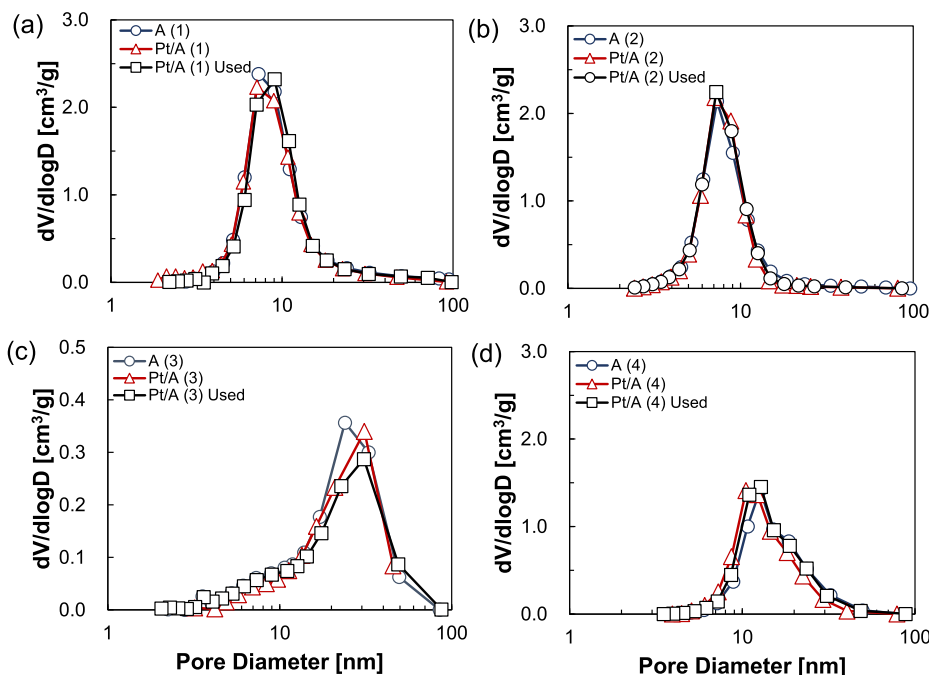 (a)
3.0
A (1)
Pt/A (1)
Pt/A (1) Used
2.0
1.0
0.0
dV/dlogD [cm³/g]
1
10
100
(b)
3.0
A (2)
Pt/A (2)
Pt/A (2) Used
2.0
1.0
0.0
dV/dlogD [cm³/g]
1
10
100
(c)
0.5
A (3)
Pt/A (3)
Pt/A (3) Used
0.4
0.3
0.2
0.1
0.0
dV/dlogD [cm³/g]
1
10
100
Pore Diameter [nm]
(d)
3.0
A (4)
Pt/A (4)
Pt/A (4) Used
2.0
1.0
0.0
dV/dlogD [cm³/g]
1
10
100
Pore Diameter [nm]